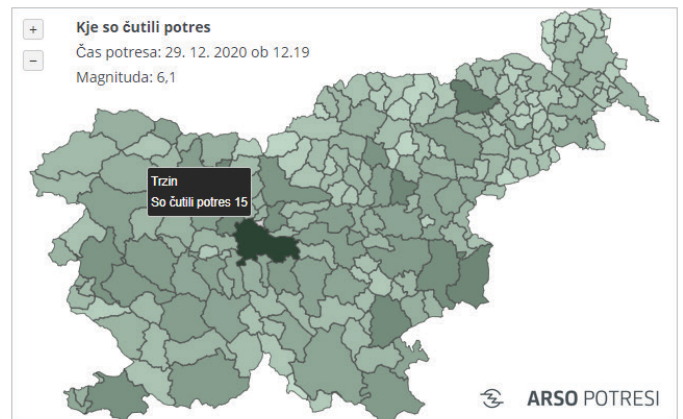 +
−
Kje so čutili potres
Čas potresa: 29. 12. 2020 ob 12.19
Magnituda: 6,1
Trzin
So čutili potres 15
ARSO POTRESI